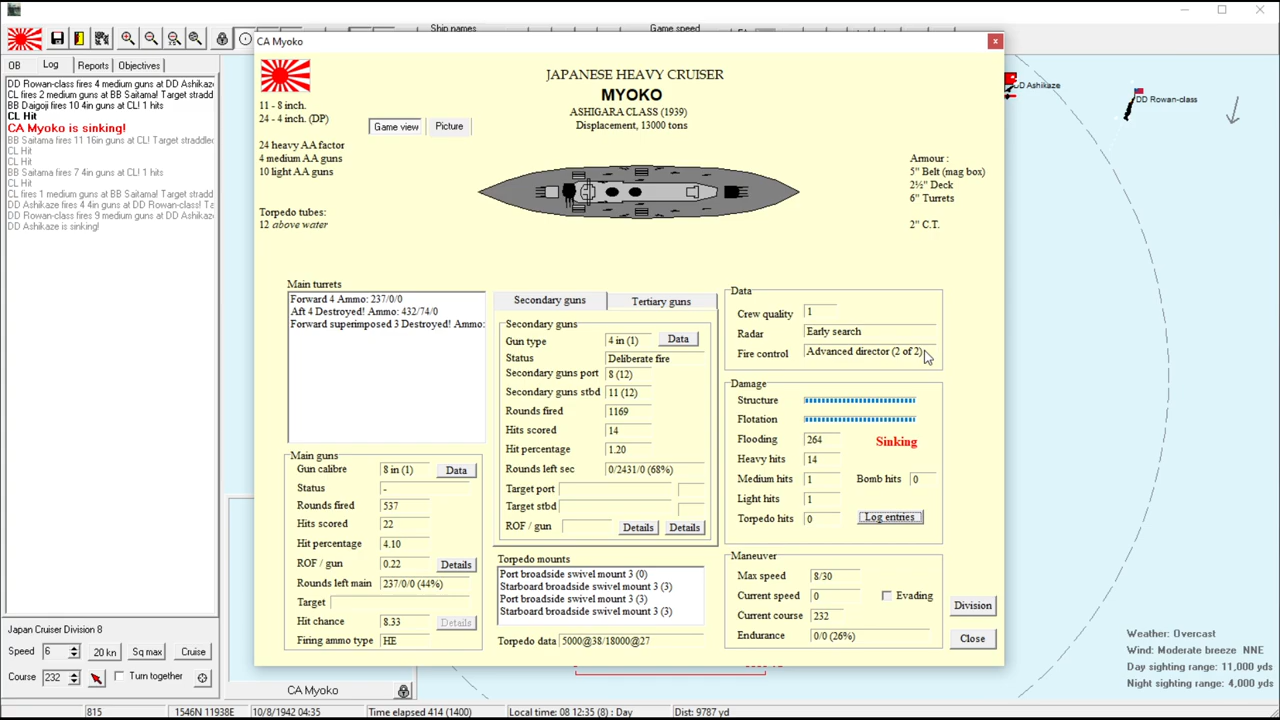 Ship names
Game speed
OB
Log
Reports
Objectives
DD Rowan-class fires 4 medium guns at DD Ashikaz
CL fires 2 medium guns at BB Saitama! Target straddl
BB Daigoji fires 10 4in guns at CL! 1 hits
CL Hit
CA Myoko is sinking!
BB Saitama fires 11 16in guns at CL! Target straddled
CL Hit
CL Hit
BB Saitama fires 7 4in guns at CL! 1 hits
CL Hit
CL fires 1 medium guns at BB Saitama! Target straddle
DD Ashikaze fires 4 4in guns at DD Rowan-class! Ta
DD Rowan-class fires 9 medium guns at DD Ashikaz
DD Ashikaze is sinking!
Japan Cruiser Division 8
Speed 6 20 kn Sq max Cruise
Course 232 Turn together
CA Myoko
JAPANESE HEAVY CRUISER
MYOKO
ASHIGARA CLASS (1939)
Displacement, 13000 tons
11 - 8 inch.
24 - 4 inch. (DP)
Game view
Picture
24 heavy AA factor
4 medium AA guns
10 light AA guns
Torpedo tubes:
12 above water
Armour :
5" Belt (mag box)
2½" Deck
6" Turrets
2" C.T.
Main turrets
Forward 4 Ammo: 237/0/0
Aft 4 Destroyed! Ammo: 432/74/0
Forward superimposed 3 Destroyed! Ammo:
Main guns
Gun calibre 8 in (1) Data
Status -
Rounds fired 537
Hits scored 22
Hit percentage 4.10
ROF / gun 0.22 Details
Rounds left main 237/0/0 (44%)
Target
Hit chance 8.33 Details
Firing ammo type HE
Secondary guns
Tertiary guns
Secondary guns
Gun type 4 in (1) Data
Status Deliberate fire
Secondary guns port 8 (12)
Secondary guns stbd 11 (12)
Rounds fired 1169
Hits scored 14
Hit percentage 1.20
Rounds left sec 0/2431/0 (68%)
Target port
Target stbd
ROF / gun Details Details
Torpedo mounts
Port broadside swivel mount 3 (0)
Starboard broadside swivel mount 3 (3)
Port broadside swivel mount 3 (3)
Starboard broadside swivel mount 3 (3)
Torpedo data 5000@38/18000@27
Data
Crew quality 1
Radar Early search
Fire control Advanced director (2 of 2)
Damage
Structure
Flotation
Flooding 264 Sinking
Heavy hits 14
Medium hits 1 Bomb hits 0
Light hits 1
Torpedo hits 0 Log entries
Maneuver
Max speed 8/30
Current speed 0 Evading
Current course 232
Endurance 0/0 (26%)
Division
Close
DD Ashikaze
DD Rowan-class
Weather: Overcast
Wind: Moderate breeze NNE
Day sighting range: 11,000 yds
Night sighting range: 4,000 yds
CA Myoko
815
1546N 11938E
10/8/1942 04:35
Time elapsed 414 (1400)
Local time: 08 12:35 (8) : Day
Dist: 9787 yd